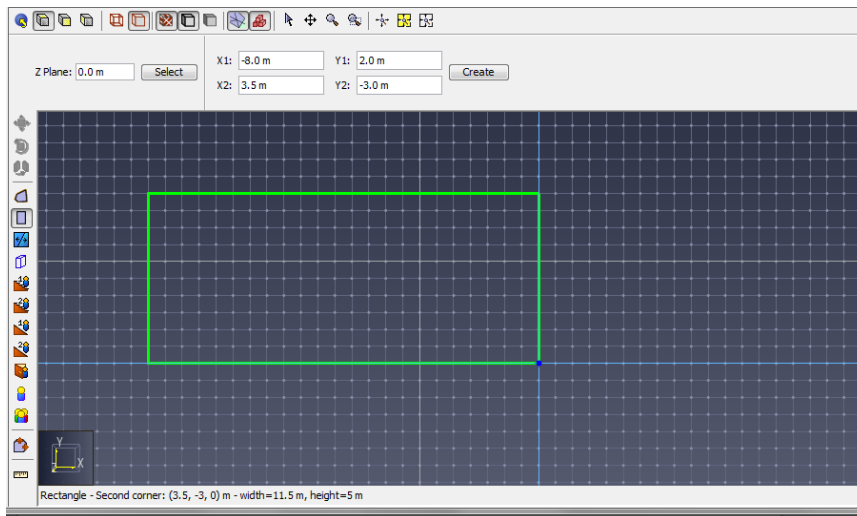 X1: -8.0 m Y1: 2.0 m
Z Plane: 0.0 m Select Create
X2: 3.5 m Y2: -3.0 m
Y
X
Z
Rectangle - Second corner: (3.5, -3, 0) m - width=11.5 m, height=5 m